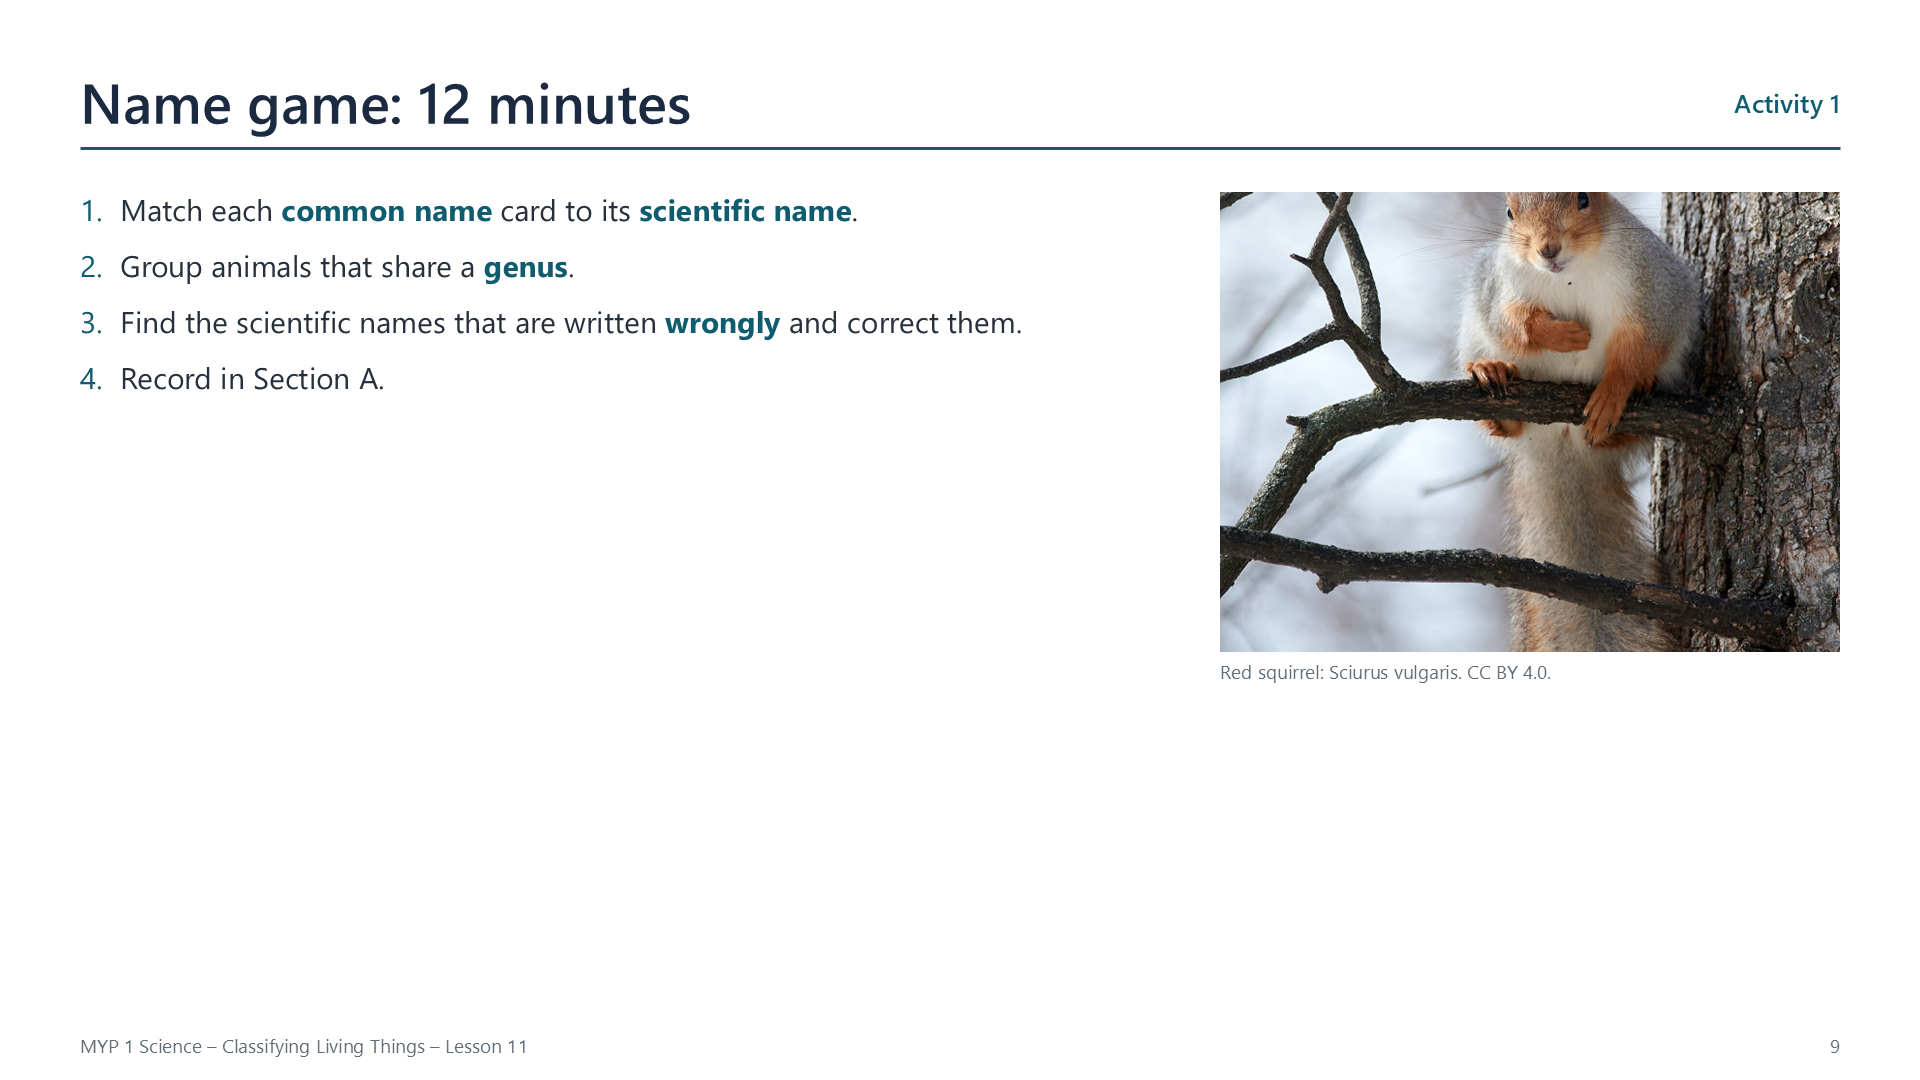 Name game: 12 minutes
Activity 1
1. Match each common name card to its scientific name.
2. Group animals that share a genus.
3. Find the scientific names that are written wrongly and correct them.
4. Record in Section A.
Red squirrel: Sciurus vulgaris. CC BY 4.0.
MYP 1 Science – Classifying Living Things – Lesson 11
9